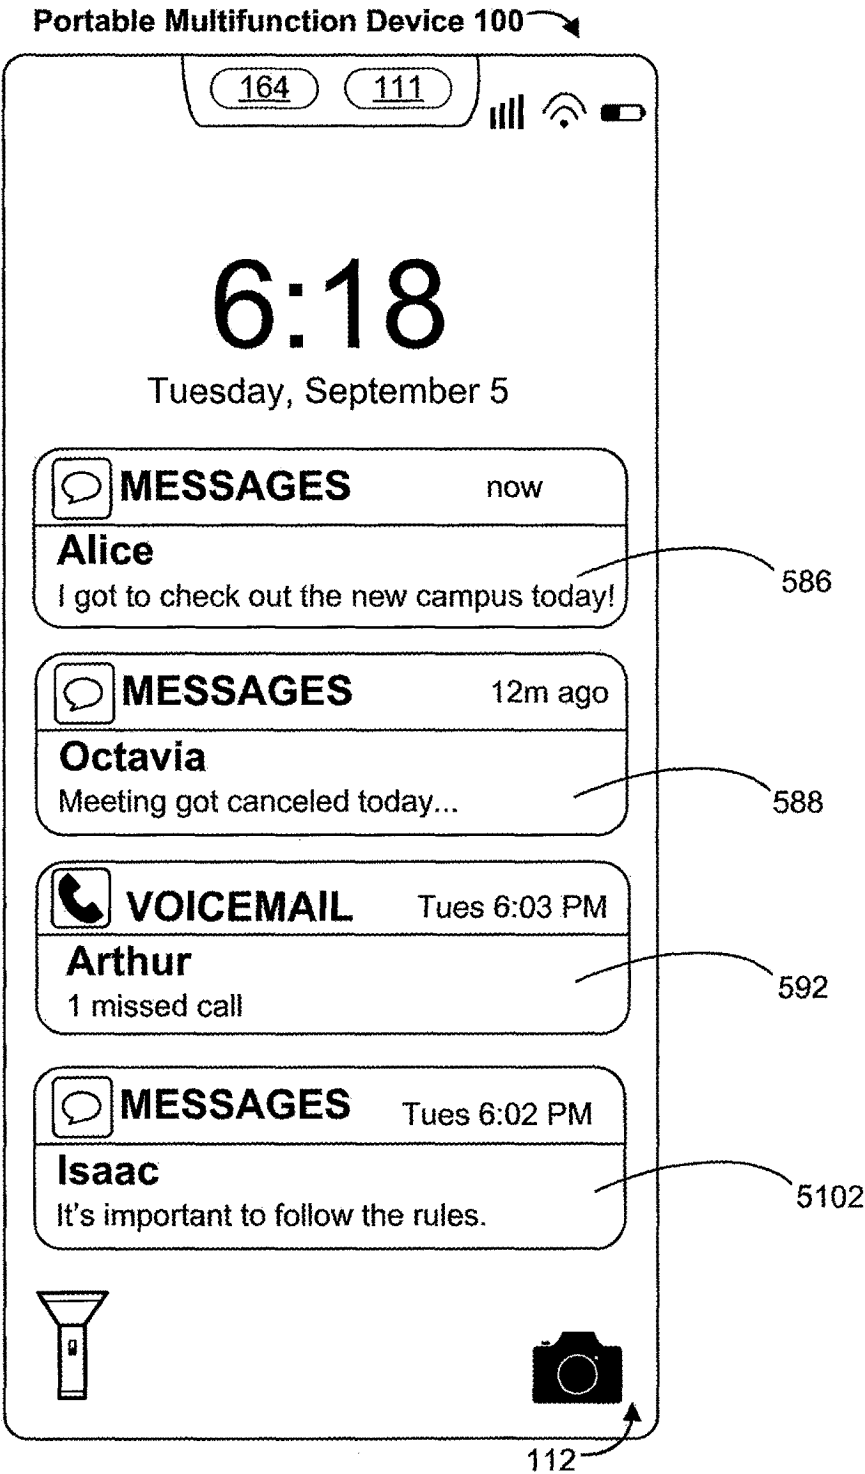 Portable Multifunction Device 100
164 111
6:18
Tuesday, September 5
MESSAGES now
Alice
I got to check out the new campus today!
586
MESSAGES 12m ago
Octavia
Meeting got canceled today...
588
VOICEMAIL Tues 6:03 PM
Arthur
1 missed call
592
MESSAGES Tues 6:02 PM
Isaac
It's important to follow the rules.
5102
112